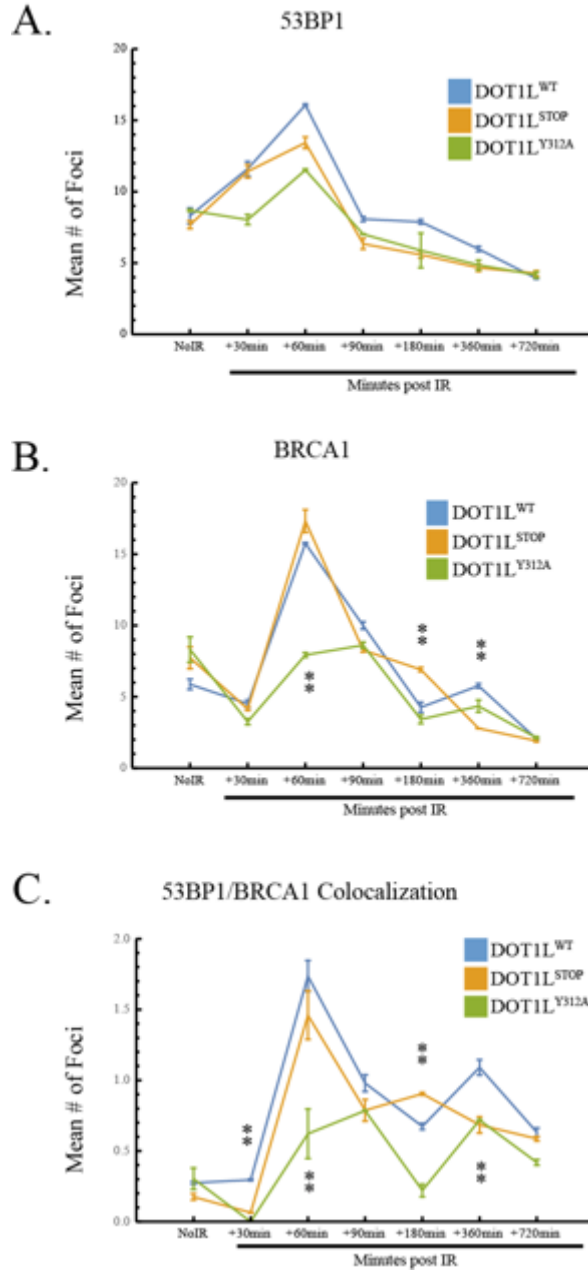 A.
53BP1
20
15
10
5
0
Mean # of Foci
DOT1L^WT
DOT1L^STOP
DOT1L^Y312A
NoIR +30min +60min +90min +180min +360min +720min
Minutes post IR
B.
BRCA1
20
15
10
5
0
Mean # of Foci
DOT1L^WT
DOT1L^STOP
DOT1L^Y312A
** ** **
NoIR +30min +60min +90min +180min +360min +720min
Minutes post IR
C.
53BP1/BRCA1 Colocalization
2.0
1.5
1.0
0.5
0.0
Mean # of Foci
DOT1L^WT
DOT1L^STOP
DOT1L^Y312A
** ** ** **
NoIR +30min +60min +90min +180min +360min +720min
Minutes post IR